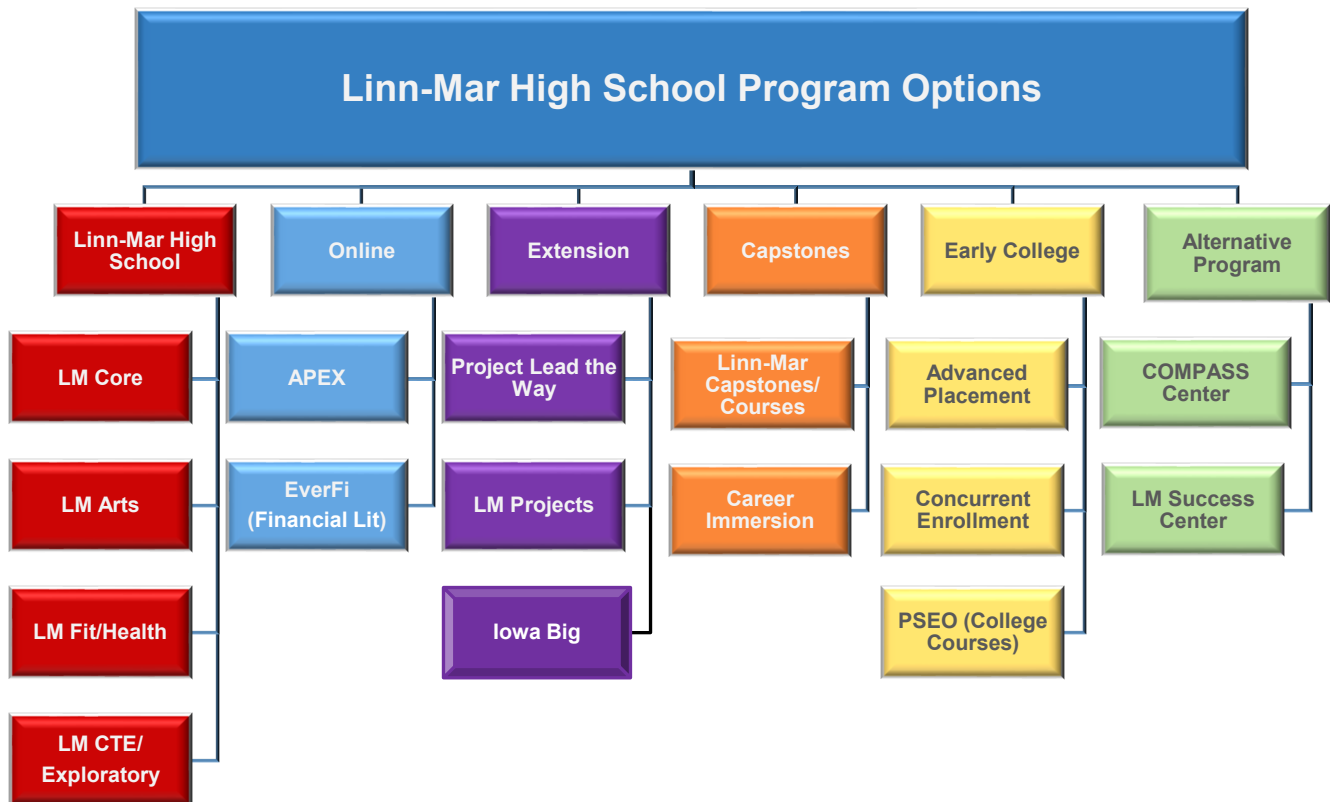 Linn-Mar High School Program Options
Linn-Mar High
School
Online
Extension
Capstones
Early College
Alternative
Program
LM Core
APEX
Project Lead the
Way
Linn-Mar
Capstones/
Courses
Advanced
Placement
COMPASS
Center
LM Arts
EverFi
(Financial Lit)
LM Projects
Career
Immersion
Concurrent
Enrollment
LM Success
Center
LM Fit/Health
Iowa Big
PSEO (College
Courses)
LM CTE/
Exploratory